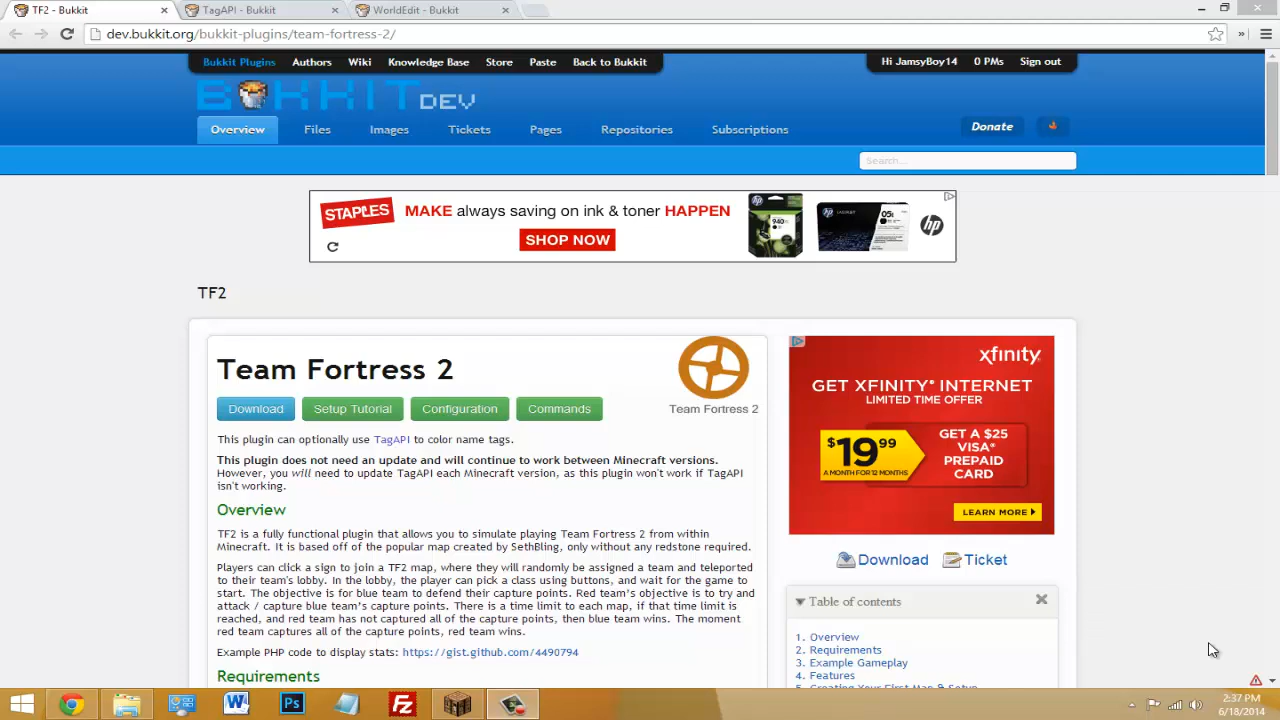 TF2 - Bukkit
TagAPI - Bukkit
WorldEdit - Bukkit
dev.bukkit.org/bukkit-plugins/team-fortress-2/
Bukkit Plugins Authors Wiki Knowledge Base Store Paste Back to Bukkit
Hi JamsyBoy14 0 PMs Sign out
BUKKIT DEV
Overview Files Images Tickets Pages Repositories Subscriptions
Donate
Search...
STAPLES MAKE always saving on ink & toner HAPPEN
SHOP NOW
TF2
Team Fortress 2
Download Setup Tutorial Configuration Commands
Team Fortress 2
This plugin can optionally use TagAPI to color name tags.
This plugin does not need an update and will continue to work between Minecraft versions.
However, you will need to update TagAPI each Minecraft version, as this plugin won't work if TagAPI
isn't working.
Overview
TF2 is a fully functional plugin that allows you to simulate playing Team Fortress 2 from within
Minecraft. It is based off of the popular map created by SethBling, only without any redstone required.
Players can click a sign to join a TF2 map, where they will randomly be assigned a team and teleported
to their team's lobby. In the lobby, the player can pick a class using buttons, and wait for the game to
start. The objective is for blue team to defend their capture points. Red team's objective is to try and
attack / capture blue team's capture points. There is a time limit to each map, if that time limit is
reached, and red team has not captured all of the capture points, then blue team wins. The moment
red team captures all of the capture points, red team wins.
Example PHP code to display stats: https://gist.github.com/4490794
Requirements
xfinity
GET XFINITY® INTERNET
LIMITED TIME OFFER
$19.99
A MONTH FOR 12 MONTHS
GET A $25
VISA®
PREPAID
CARD
LEARN MORE
Download Ticket
Table of contents
1. Overview
2. Requirements
3. Example Gameplay
4. Features
5. Creating Your First Map & Setup
2:37 PM
6/18/2014